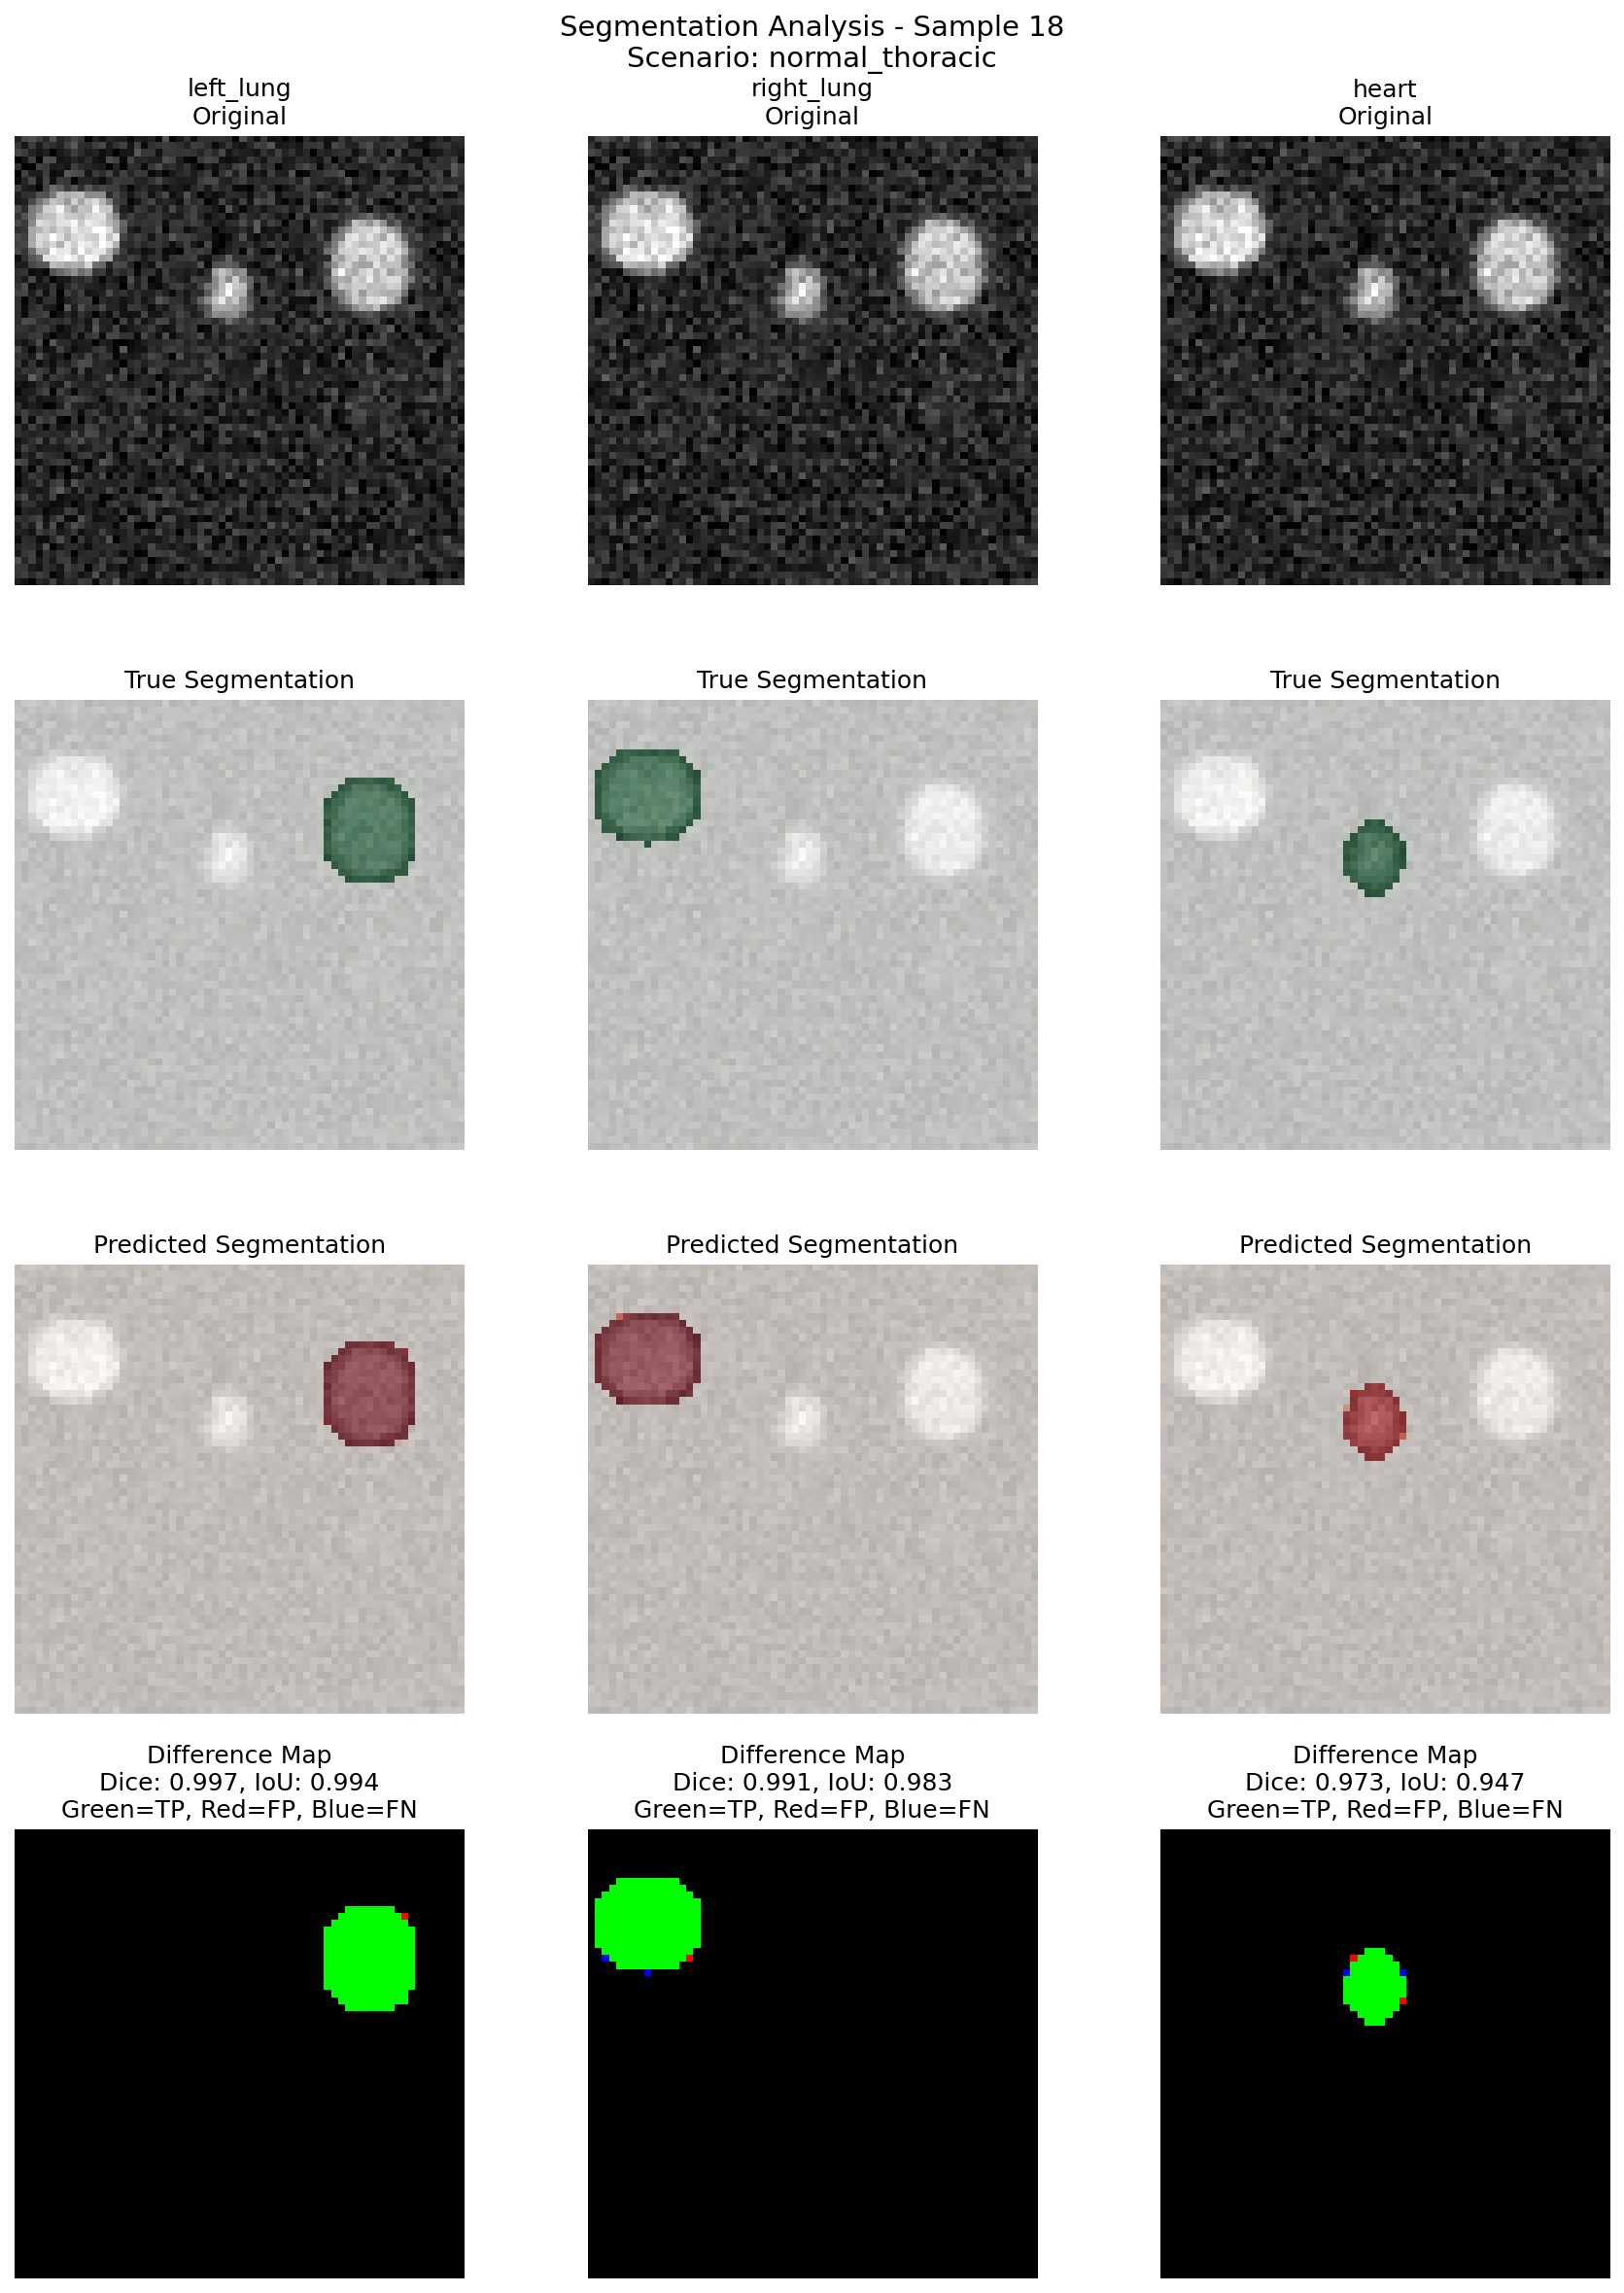 Segmentation Analysis - Sample 18
Scenario: normal_thoracic
left_lung
Original
right_lung
Original
heart
Original
True Segmentation
True Segmentation
True Segmentation
Predicted Segmentation
Predicted Segmentation
Predicted Segmentation
Difference Map
Dice: 0.997, IoU: 0.994
Green=TP, Red=FP, Blue=FN
Difference Map
Dice: 0.991, IoU: 0.983
Green=TP, Red=FP, Blue=FN
Difference Map
Dice: 0.973, IoU: 0.947
Green=TP, Red=FP, Blue=FN